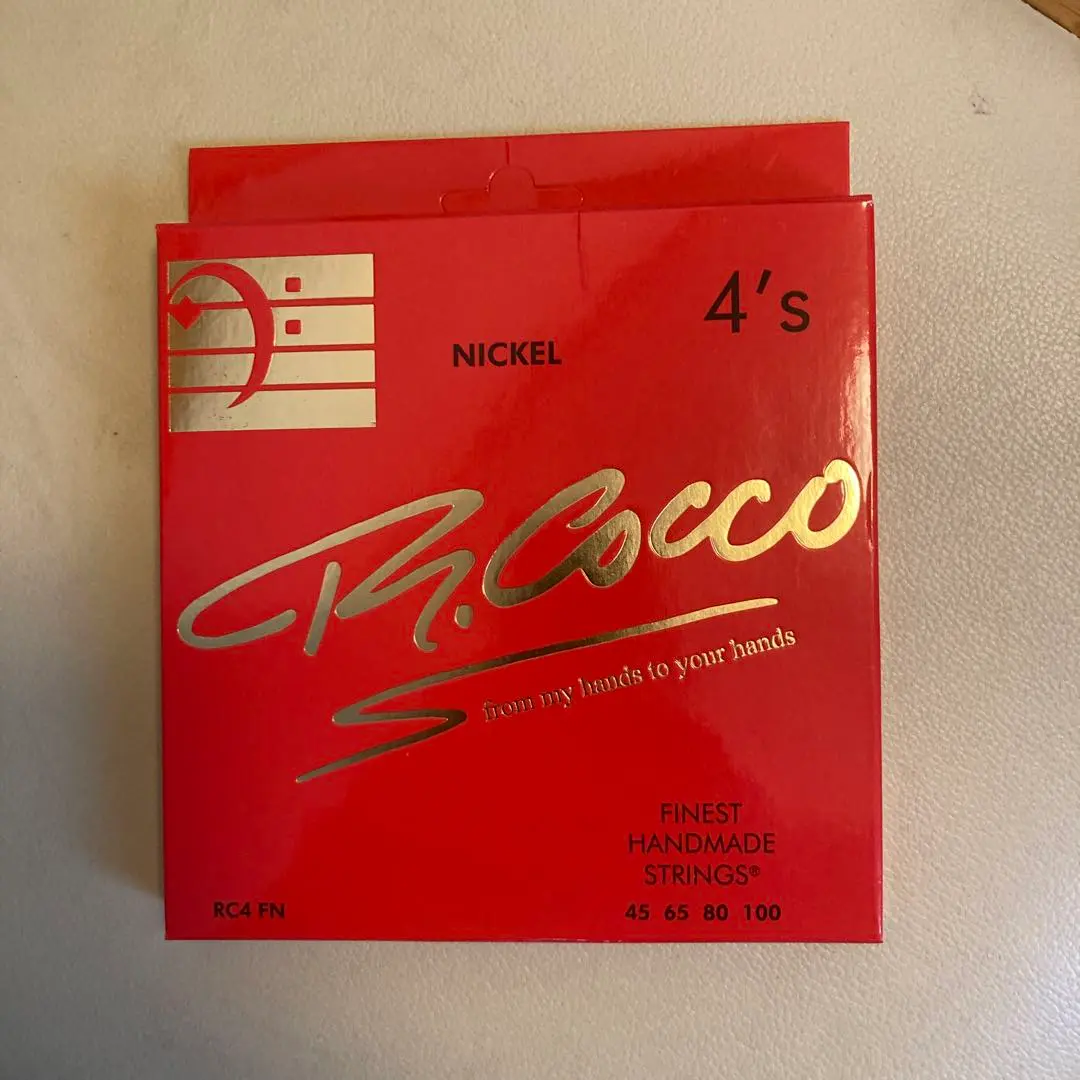 4's
NICKEL
R. Cocco
from my hands to your hands
FINEST
HANDMADE
STRINGS®
RC4 FN
45 65 80 100